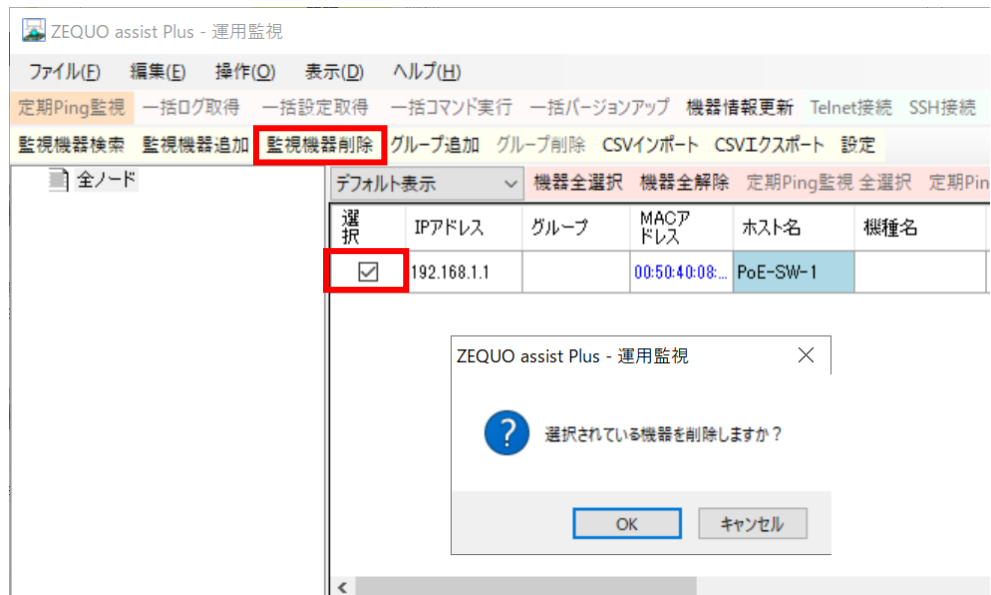 ZEQUO assist Plus - 運用監視
ファイル(F) 編集(E) 操作(O) 表示(D) ヘルプ(H)
定期Ping監視 一括ログ取得 一括設定取得 一括コマンド実行 一括バージョンアップ 機器情報更新 Telnet接続 SSH接続
監視機器検索 監視機器追加 監視機器削除 グループ追加 グループ削除 CSVインポート CSVエクスポート 設定
全ノード
デフォルト表示 機器全選択 機器全解除 定期Ping監視 全選択 定期Pin
選択 IPアドレス グループ MACアドレス ホスト名 機種名
192.168.1.1 00:50:40:08:... PoE-SW-1
ZEQUO assist Plus - 運用監視
選択されている機器を削除しますか？
OK キャンセル